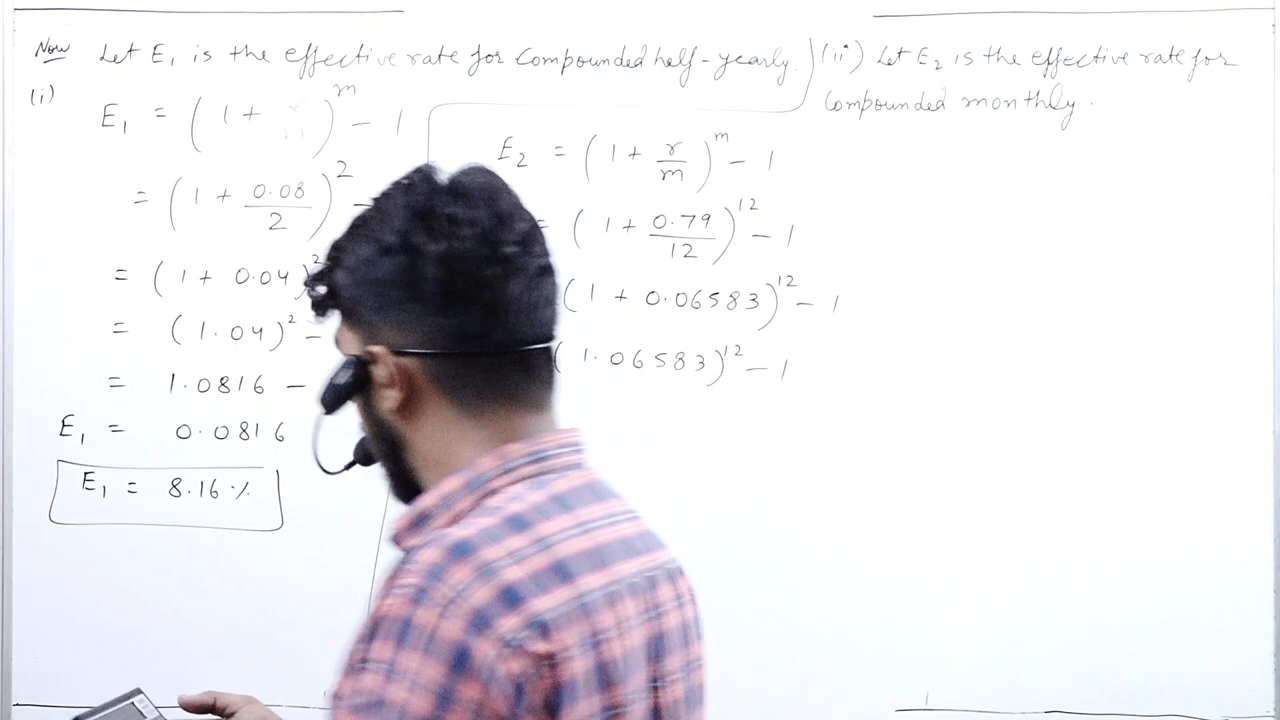 Now Let E₁ is the effective rate for compounded half-yearly.
(i)
E₁ = (1 + )^m - 1
= (1 + 0.08/2)^2 -
= (1 + 0.04)^2
= (1.04)^2 -
= 1.0816 -
E₁ = 0.0816
E₁ = 8.16%
(ii) Let E₂ is the effective rate for
compounded monthly.
E₂ = (1 + r/m)^m - 1
= (1 + 0.79/12)^12 - 1
(1 + 0.06583)^12 - 1
(1.06583)^12 - 1